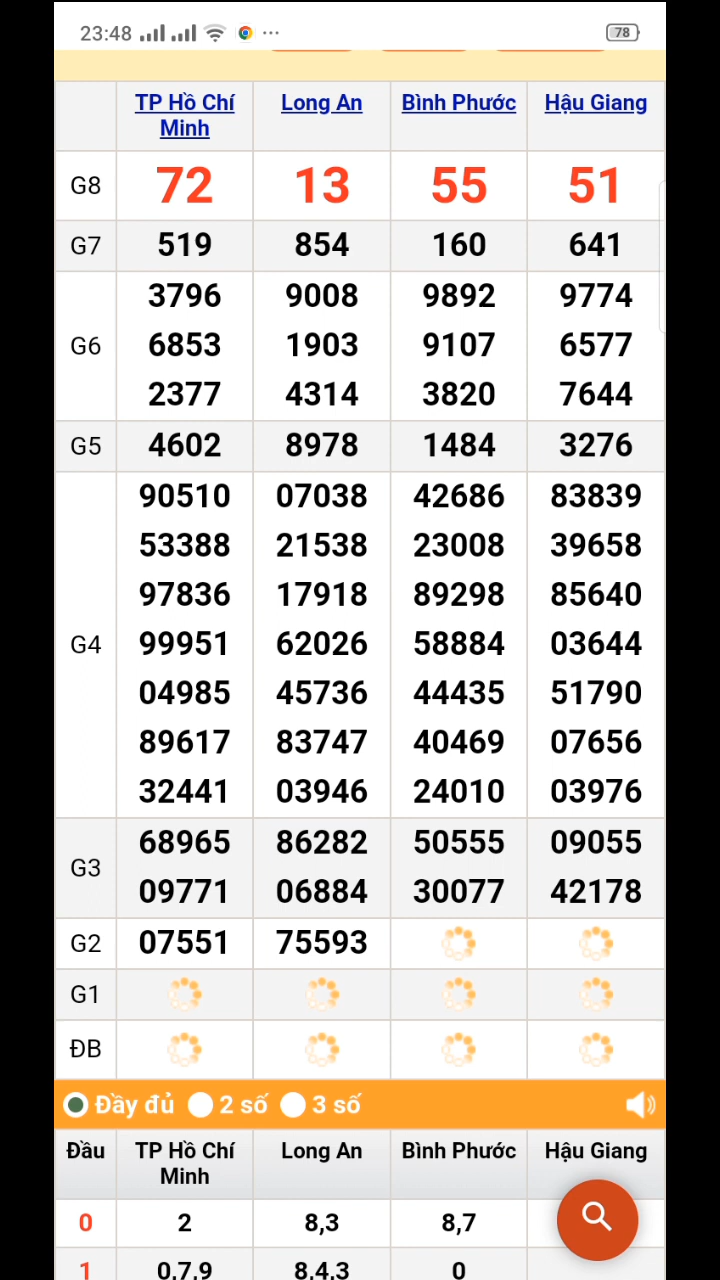 23:48 78
TP Hồ Chí Minh Long An Bình Phước Hậu Giang
G8 72 13 55 51
G7 519 854 160 641
3796 9008 9892 9774
G6 6853 1903 9107 6577
2377 4314 3820 7644
G5 4602 8978 1484 3276
90510 07038 42686 83839
53388 21538 23008 39658
97836 17918 89298 85640
G4 99951 62026 58884 03644
04985 45736 44435 51790
89617 83747 40469 07656
32441 03946 24010 03976
G3 68965 86282 50555 09055
09771 06884 30077 42178
G2 07551 75593
G1
ĐB
Đầy đủ 2 số 3 số
Đầu TP Hồ Chí Minh Long An Bình Phước Hậu Giang
0 2 8,3 8,7
1 0,7,9 8,4,3 0